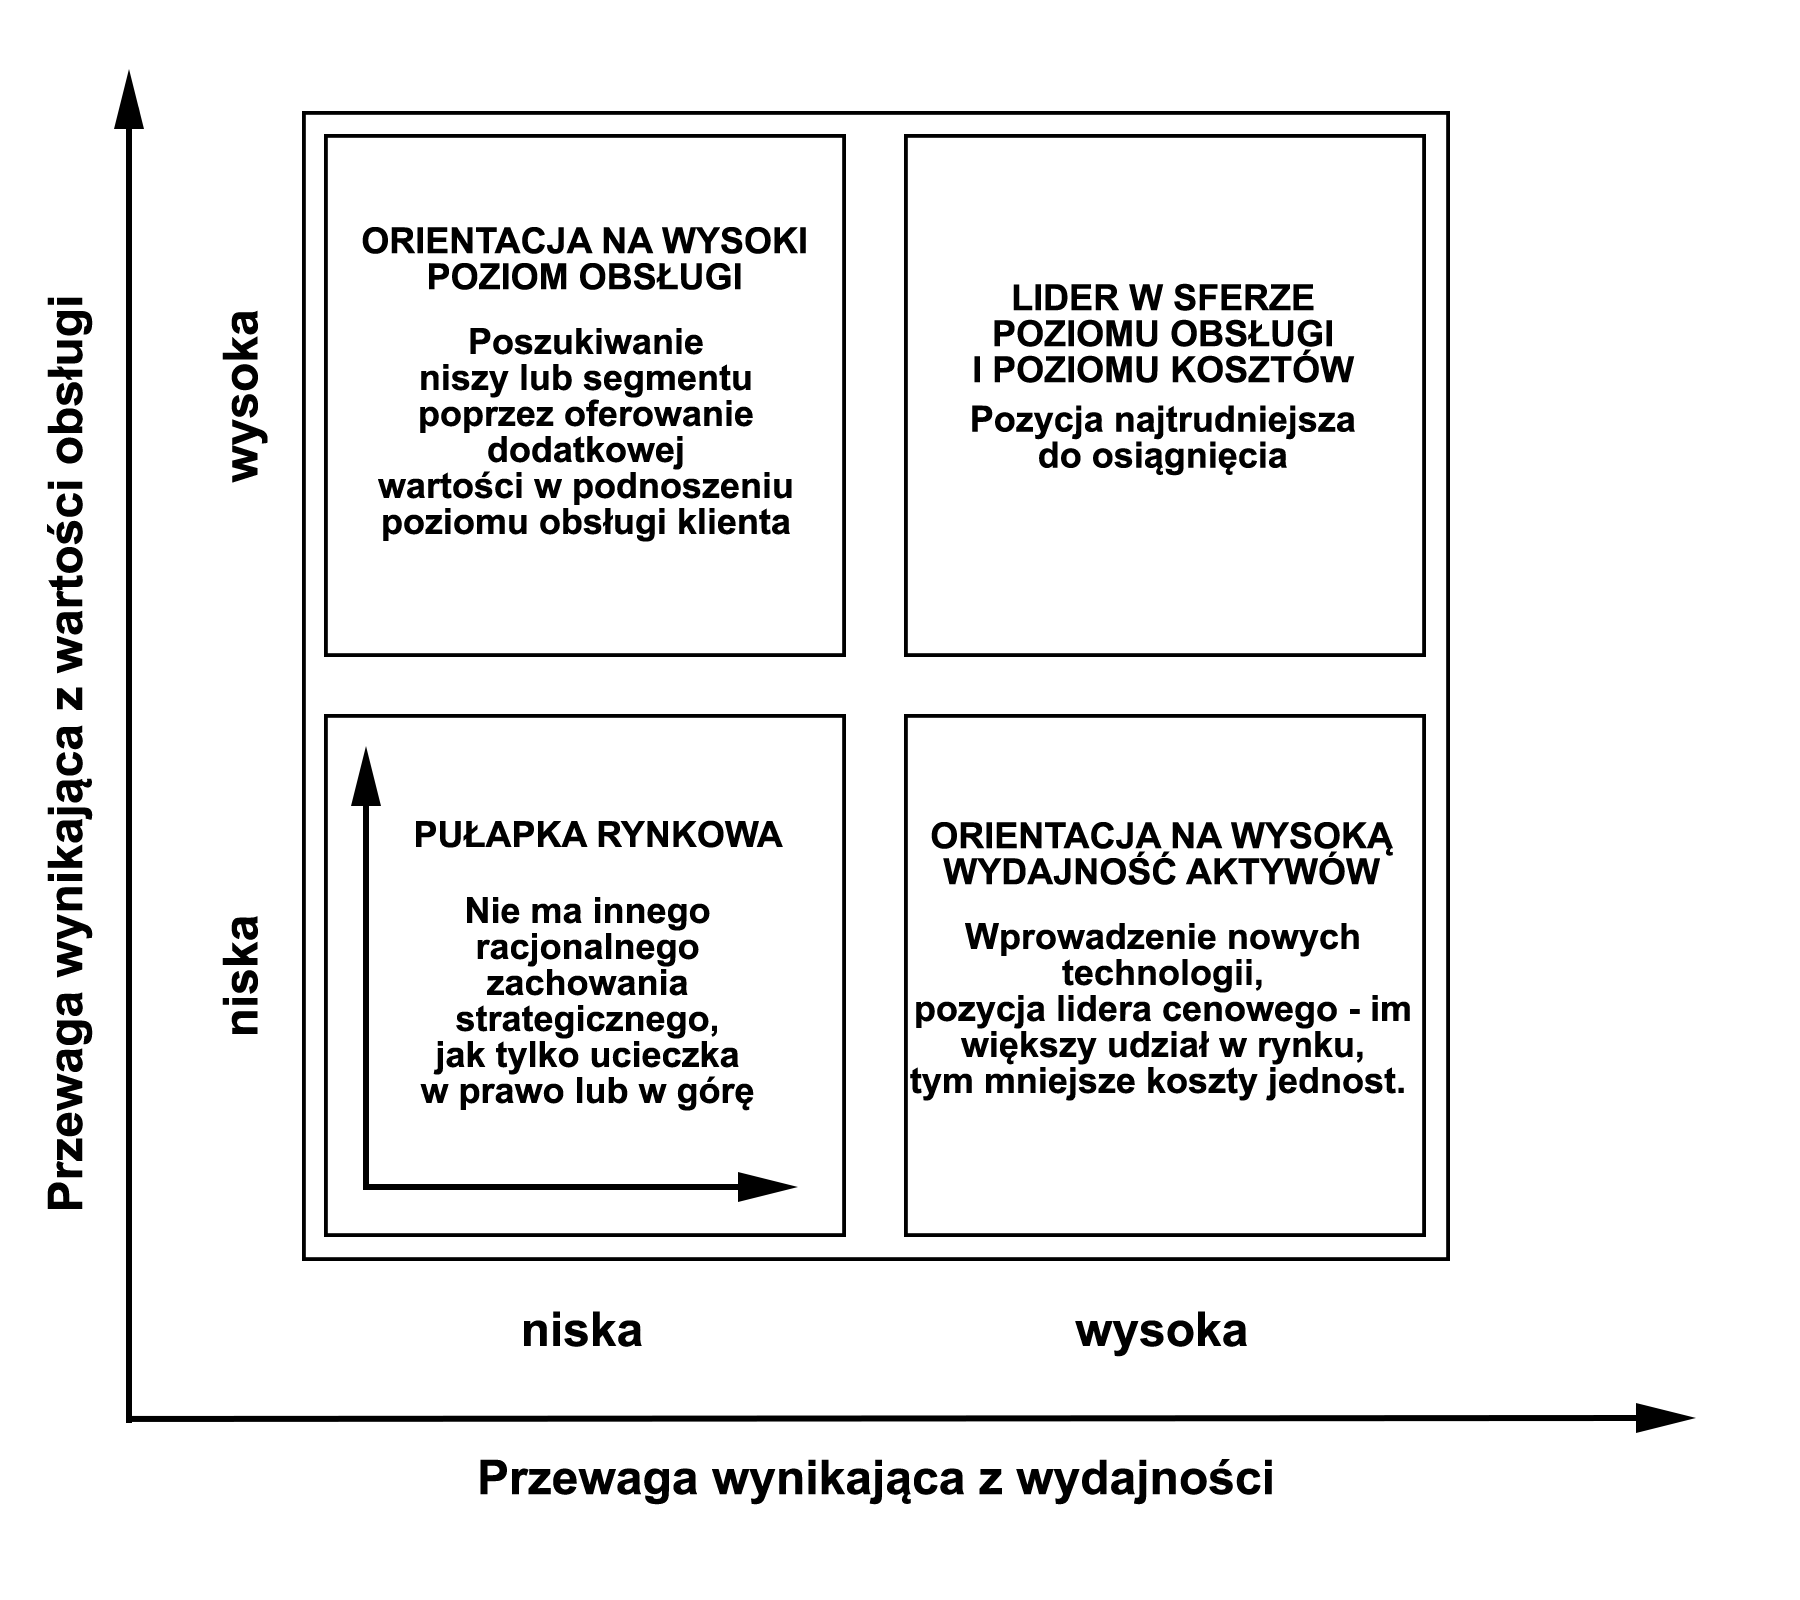 Przewaga wynikająca z wartości obsługi
wysoka
niska
ORIENTACJA NA WYSOKI
POZIOM OBSŁUGI
Poszukiwanie
niszy lub segmentu
poprzez oferowanie
dodatkowej
wartości w podnoszeniu
poziomu obsługi klienta
LIDER W SFERZE
POZIOMU OBSŁUGI
I POZIOMU KOSZTÓW
Pozycja najtrudniejsza
do osiągnięcia
PUŁAPKA RYNKOWA
Nie ma innego
racjonalnego
zachowania
strategicznego,
jak tylko ucieczka
w prawo lub w górę
ORIENTACJA NA WYSOKĄ
WYDAJNOŚĆ AKTYWÓW
Wprowadzenie nowych
technologii,
pozycja lidera cenowego - im
większy udział w rynku,
tym mniejsze koszty jednost.
niska
wysoka
Przewaga wynikająca z wydajności